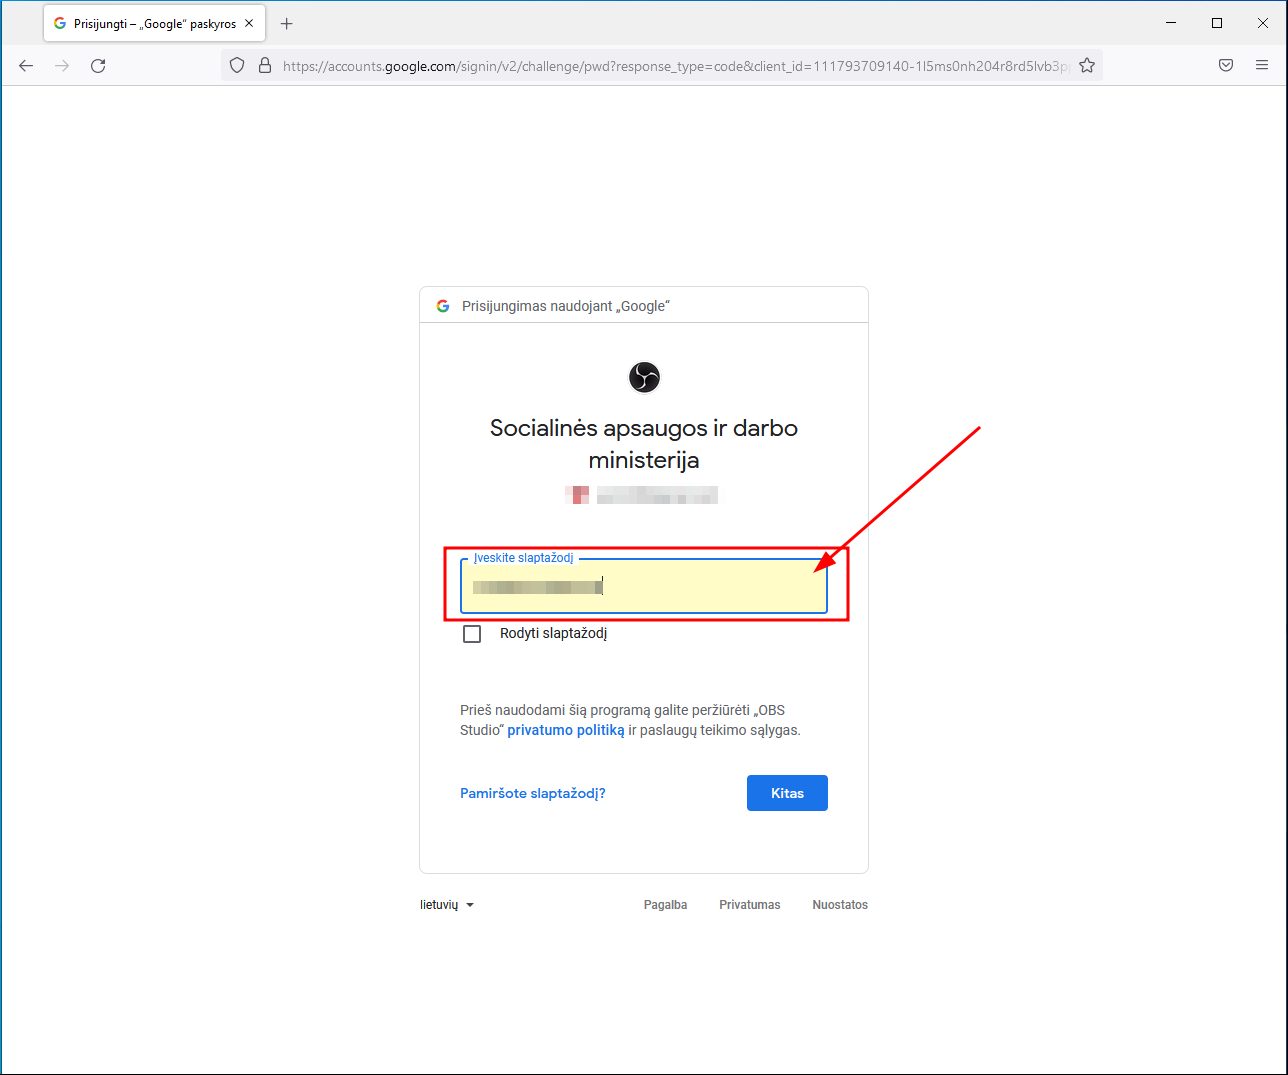 Prisijungti – „Google“ paskyros
https://accounts.google.com/signin/v2/challenge/pwd?response_type=code&client_id=111793709140-1l5ms0nh204r8rd5lvb3p
Prisijungimas naudojant „Google“
Socialinės apsaugos ir darbo
ministerija
Įveskite slaptažodį
Rodyti slaptažodį
Prieš naudodami šią programą galite peržiūrėti „OBS
Studio“ privatumo politiką ir paslaugų teikimo sąlygas.
Pamiršote slaptažodį?
Kitas
lietuvių
Pagalba
Privatumas
Nuostatos